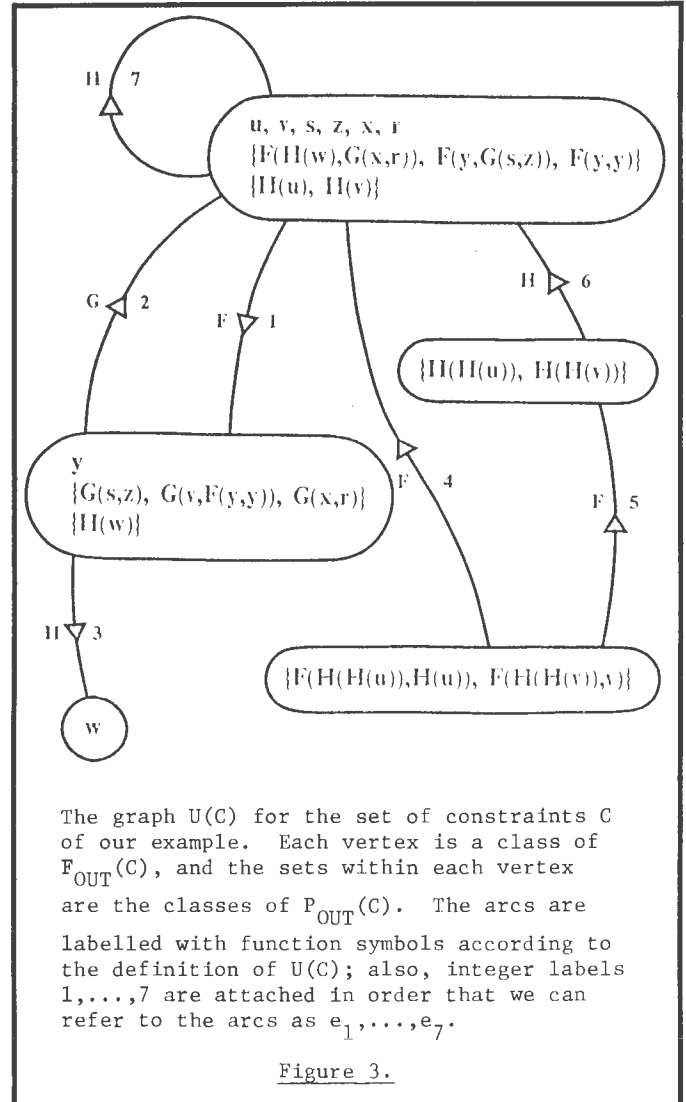 H 7
u, v, s, z, x, r
{F(H(w),G(x,r)), F(y,G(s,z)), F(y,y)}
{H(u), H(v)}
G 2
F 1
H 6
{H(H(u)), H(H(v))}
F 4
F 5
y
{G(s,z), G(v,F(y,y)), G(x,r)}
{H(w)}
H 3
{F(H(H(u)),H(u)), F(H(H(v)),v)}
w
The graph U(C) for the set of constraints C
of our example. Each vertex is a class of
F_OUT(C), and the sets within each vertex
are the classes of P_OUT(C). The arcs are
labelled with function symbols according to
the definition of U(C); also, integer labels
1,...,7 are attached in order that we can
refer to the arcs as e_1,...,e_7.
Figure 3.